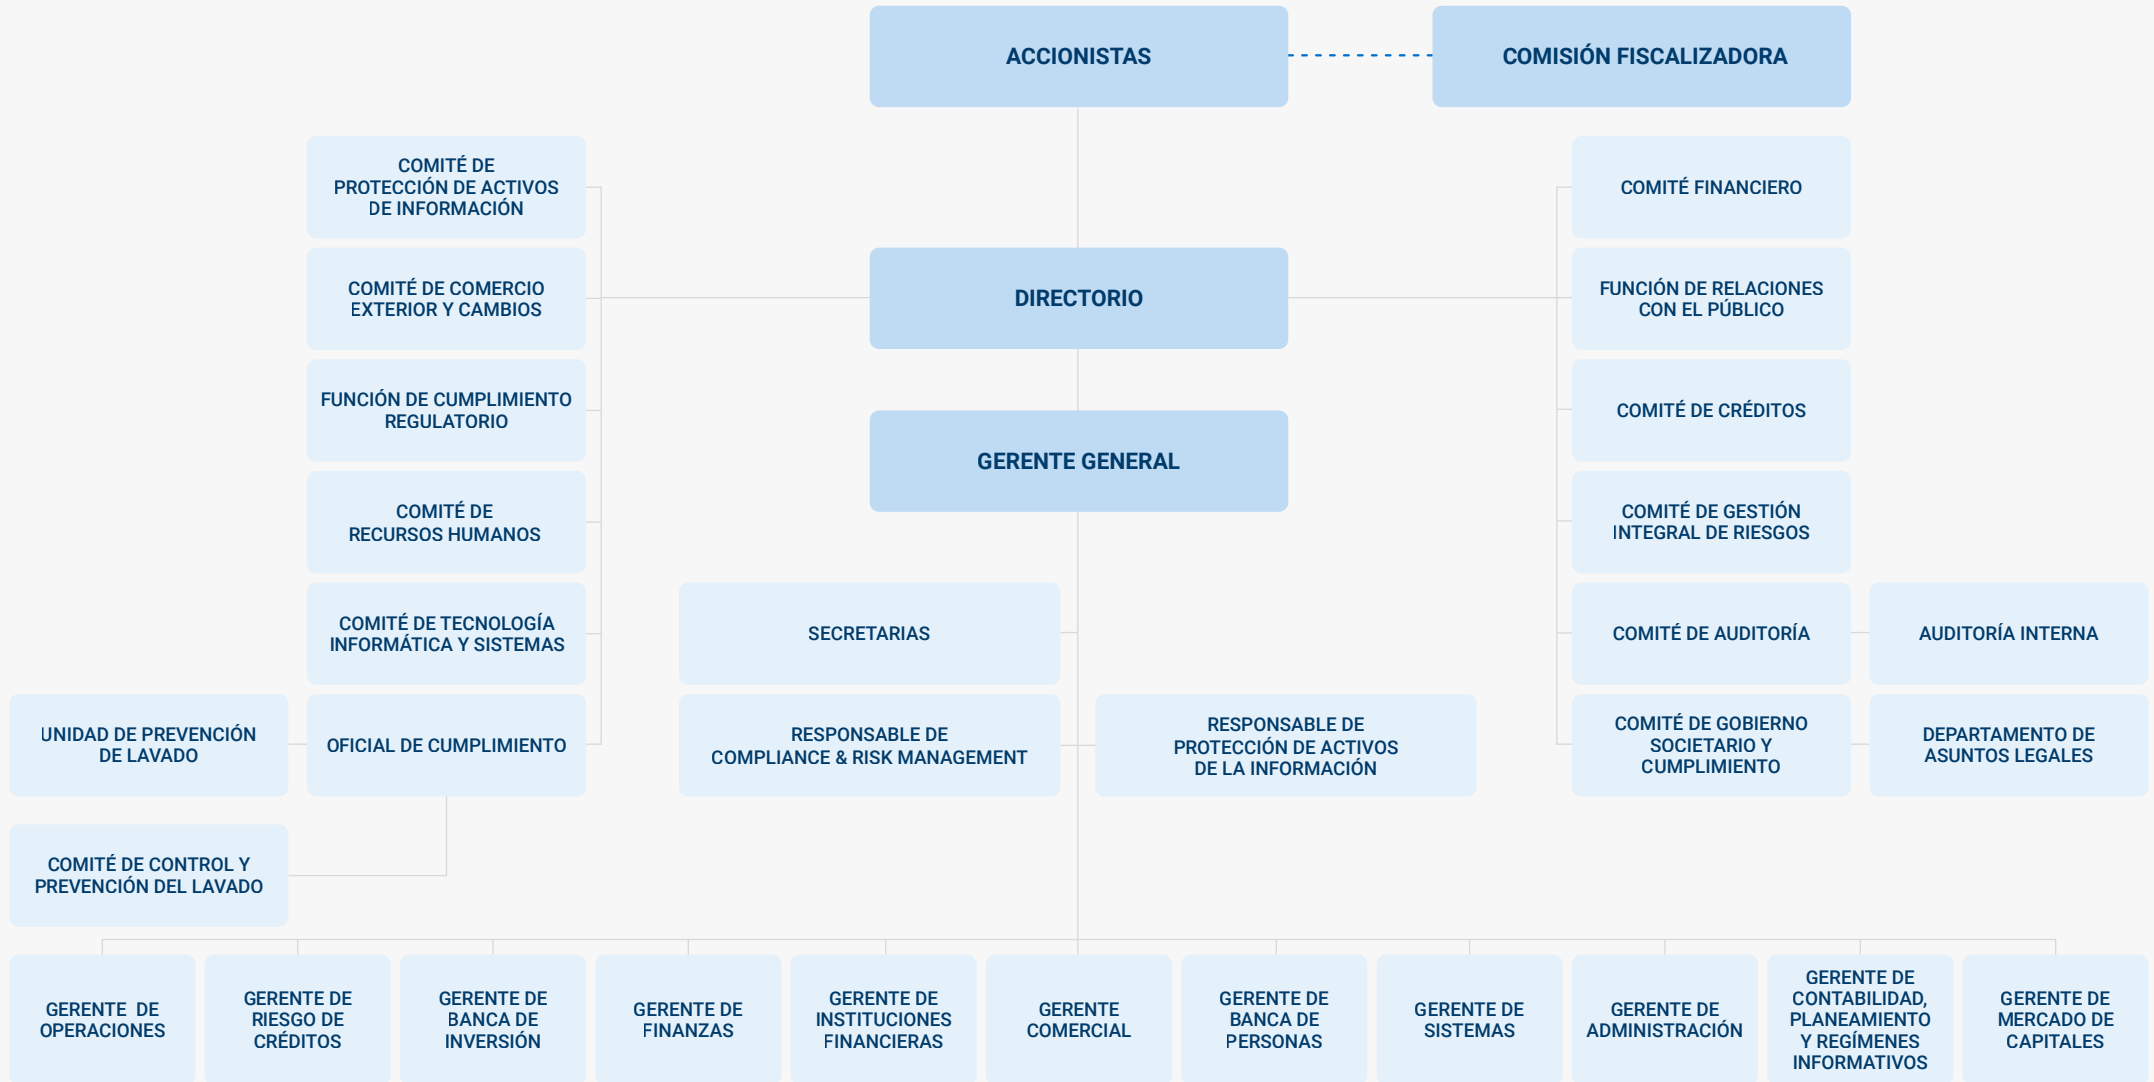 ACCIONISTAS
COMISIÓN FISCALIZADORA
COMITÉ DE
PROTECCIÓN DE ACTIVOS
DE INFORMACIÓN
COMITÉ DE COMERCIO
EXTERIOR Y CAMBIOS
FUNCIÓN DE CUMPLIMIENTO
REGULATORIO
COMITÉ DE
RECURSOS HUMANOS
COMITÉ DE TECNOLOGÍA
INFORMÁTICA Y SISTEMAS
UNIDAD DE PREVENCIÓN
DE LAVADO
OFICIAL DE CUMPLIMIENTO
COMITÉ DE CONTROL Y
PREVENCIÓN DEL LAVADO
DIRECTORIO
GERENTE GENERAL
SECRETARIAS
RESPONSABLE DE
COMPLIANCE & RISK MANAGEMENT
RESPONSABLE DE
PROTECCIÓN DE ACTIVOS
DE LA INFORMACIÓN
COMITÉ FINANCIERO
FUNCIÓN DE RELACIONES
CON EL PÚBLICO
COMITÉ DE CRÉDITOS
COMITÉ DE GESTIÓN
INTEGRAL DE RIESGOS
COMITÉ DE AUDITORÍA
AUDITORÍA INTERNA
COMITÉ DE GOBIERNO
SOCIETARIO Y
CUMPLIMIENTO
DEPARTAMENTO DE
ASUNTOS LEGALES
GERENTE DE
OPERACIONES
GERENTE DE
RIESGO DE
CRÉDITOS
GERENTE DE
BANCA DE
INVERSIÓN
GERENTE DE
FINANZAS
GERENTE DE
INSTITUCIONES
FINANCIERAS
GERENTE
COMERCIAL
GERENTE DE
BANCA DE
PERSONAS
GERENTE DE
SISTEMAS
GERENTE DE
ADMINISTRACIÓN
GERENTE DE
CONTABILIDAD,
PLANEAMIENTO
Y REGÍMENES
INFORMATIVOS
GERENTE DE
MERCADO DE
CAPITALES